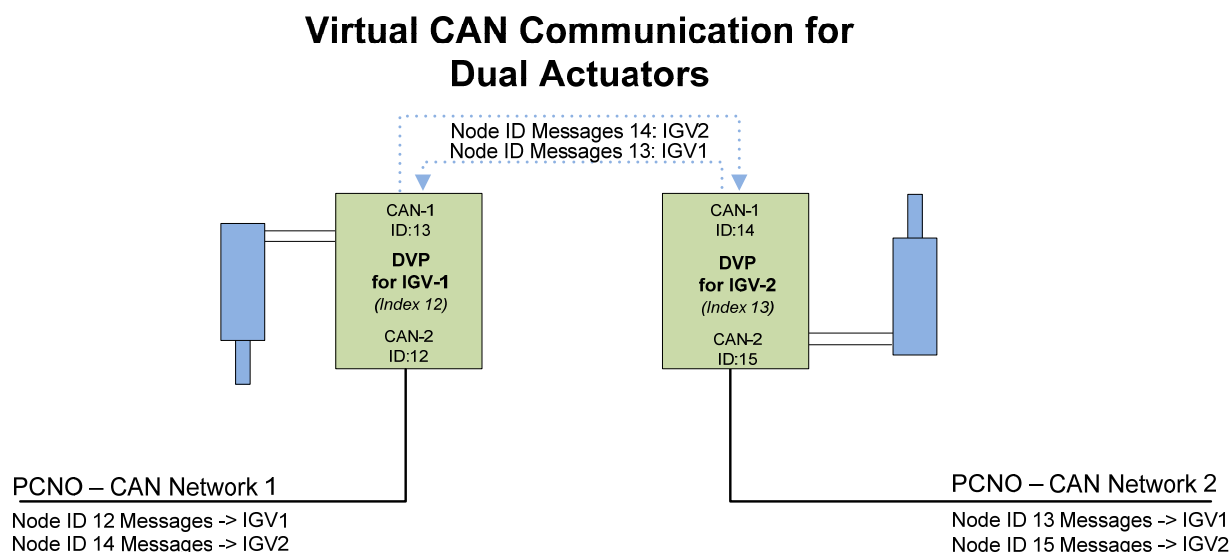 Virtual CAN Communication for
Dual Actuators
Node ID Messages 14: IGV2
Node ID Messages 13: IGV1
CAN-1
ID:13
DVP
for IGV-1
(Index 12)
CAN-2
ID:12
CAN-1
ID:14
DVP
for IGV-2
(Index 13)
CAN-2
ID:15
PCNO – CAN Network 1
Node ID 12 Messages -> IGV1
Node ID 14 Messages -> IGV2
PCNO – CAN Network 2
Node ID 13 Messages -> IGV1
Node ID 15 Messages -> IGV2